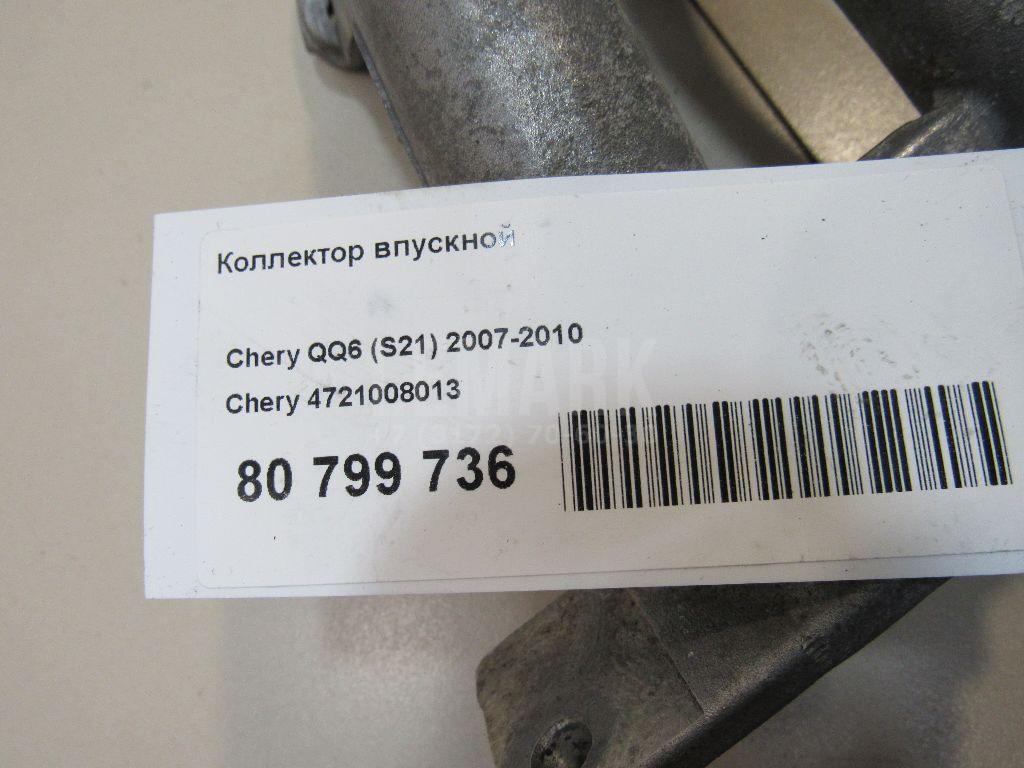 Коллектор впускной
Chery QQ6 (S21) 2007-2010
Chery 4721008013
80 799 736